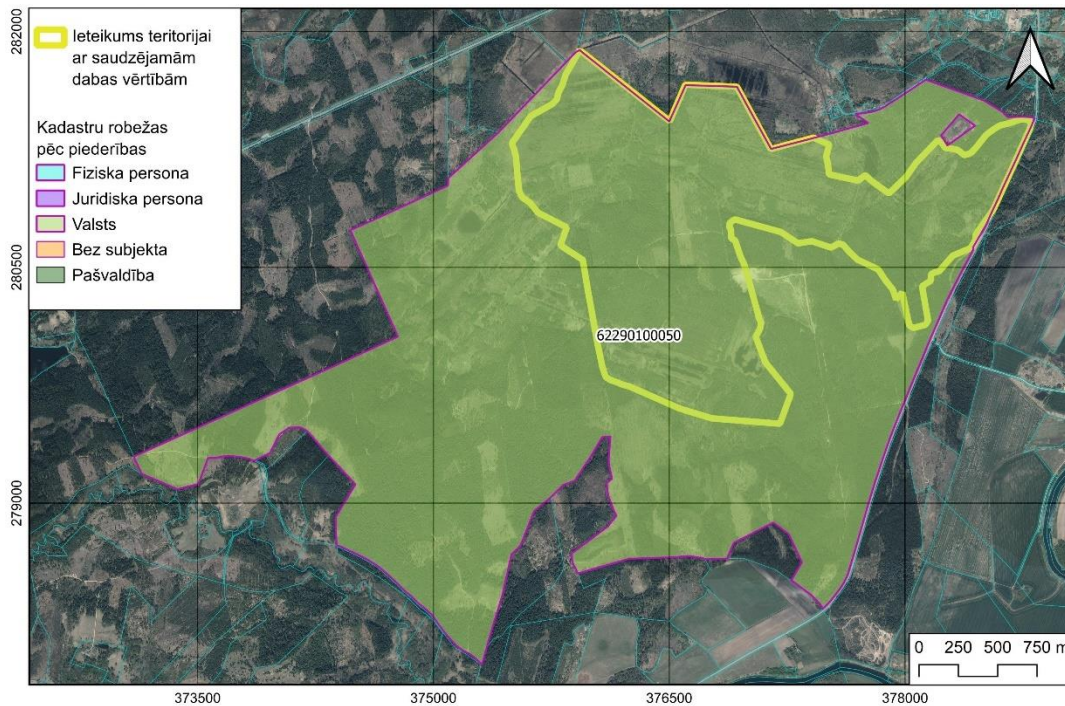 Ieteikums teritorijai
ar saudzējamām
dabas vērtībām
Kadastru robežas
pēc piederības
Fiziska persona
Juridiska persona
Valsts
Bez subjekta
Pašvaldība
282000
280500
279000
62290100050
0 250 500 750 m
373500 375000 376500 378000